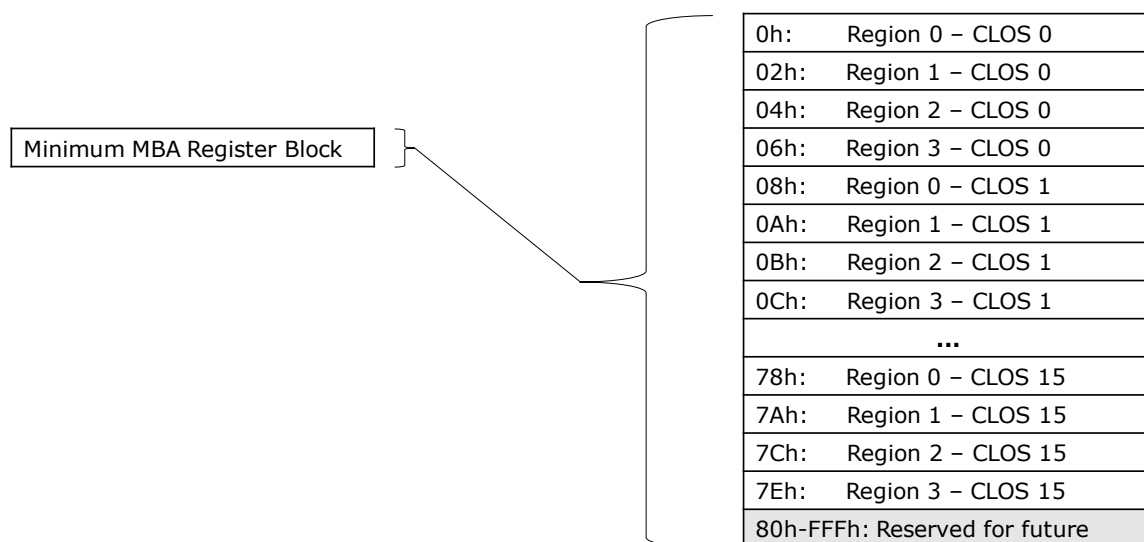 Minimum MBA Register Block
0h: Region 0 – CLOS 0
02h: Region 1 – CLOS 0
04h: Region 2 – CLOS 0
06h: Region 3 – CLOS 0
08h: Region 0 – CLOS 1
0Ah: Region 1 – CLOS 1
0Bh: Region 2 – CLOS 1
0Ch: Region 3 – CLOS 1
...
78h: Region 0 – CLOS 15
7Ah: Region 1 – CLOS 15
7Ch: Region 2 – CLOS 15
7Eh: Region 3 – CLOS 15
80h-FFFh: Reserved for future